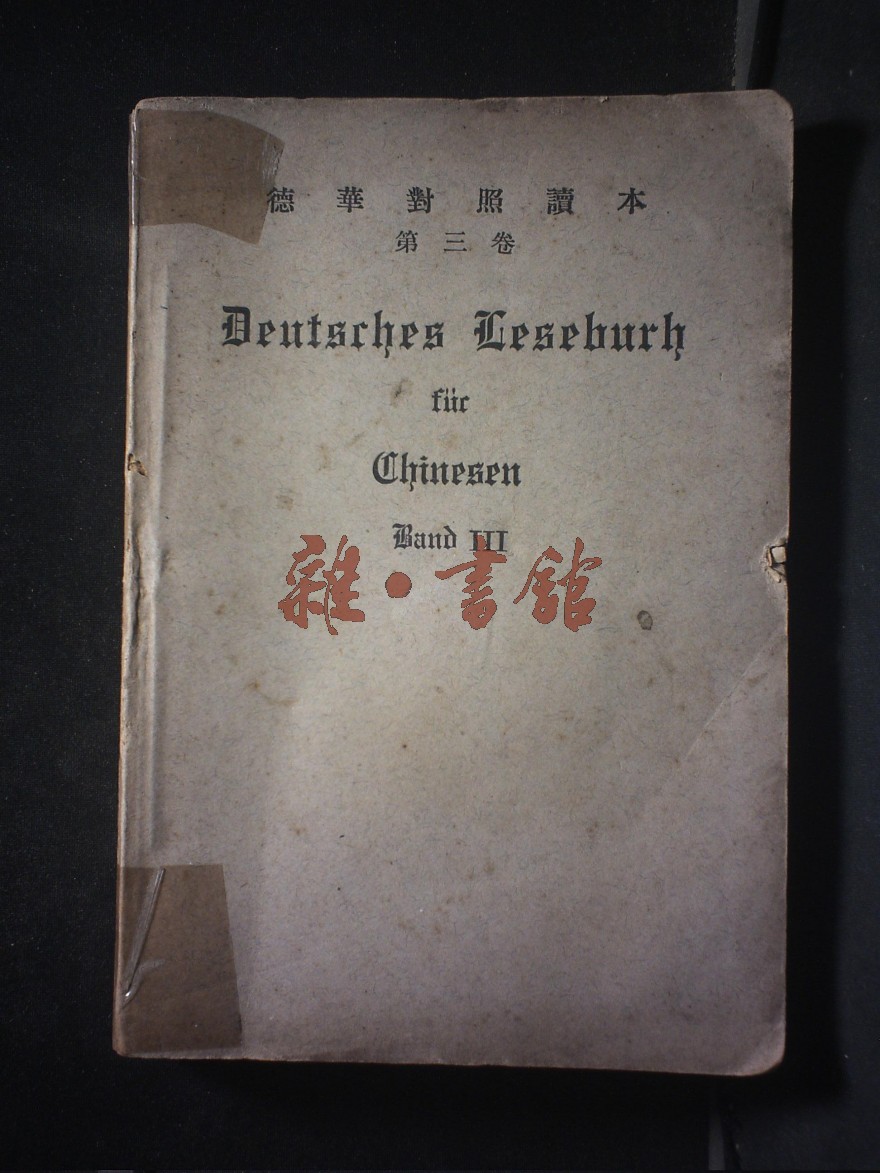 德華對照讀本
第三卷
Deutsches Lesebuch
für
Chinesen
Band III
雜·書館